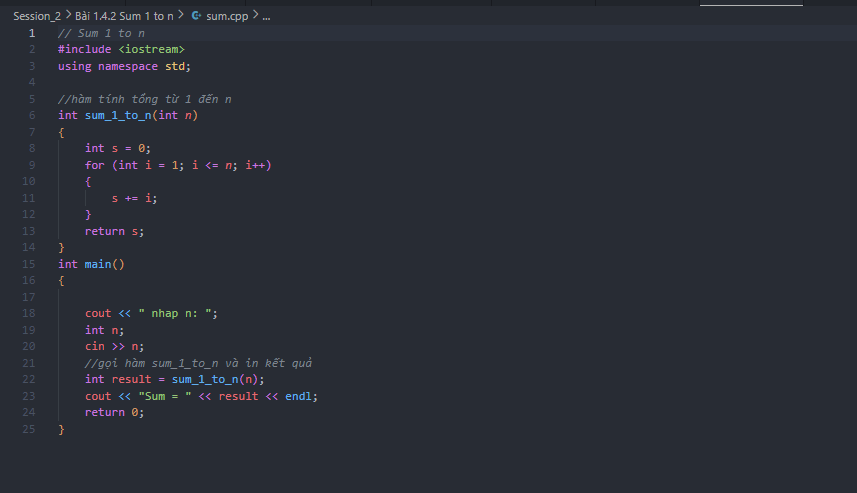 Session_2 > Bài 1.4.2 Sum 1 to n > sum.cpp > ...
1 // Sum 1 to n
2 #include <iostream>
3 using namespace std;
4
5 //hàm tính tổng từ 1 đến n
6 int sum_1_to_n(int n)
7 {
8 int s = 0;
9 for (int i = 1; i <= n; i++)
10 {
11 s += i;
12 }
13 return s;
14 }
15 int main()
16 {
17
18 cout << " nhap n: ";
19 int n;
20 cin >> n;
21 //gọi hàm sum_1_to_n và in kết quả
22 int result = sum_1_to_n(n);
23 cout << "Sum = " << result << endl;
24 return 0;
25 }